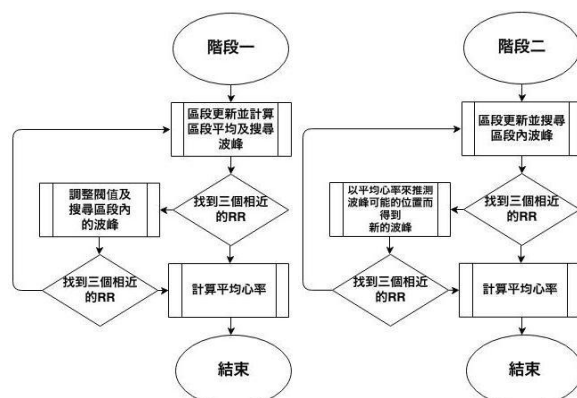 階段一
區段更新並計算
區段平均及搜尋
波峰
找到三個相近
的RR
調整閥值及
搜尋區段內
的波峰
找到三個相近
的RR
計算平均心率
結束
階段二
區段更新並搜尋
區段內波峰
找到三個相近
的RR
以平均心率來推測
波峰可能的位置而
得到
新的波峰
找到三個相近
的RR
計算平均心率
結束